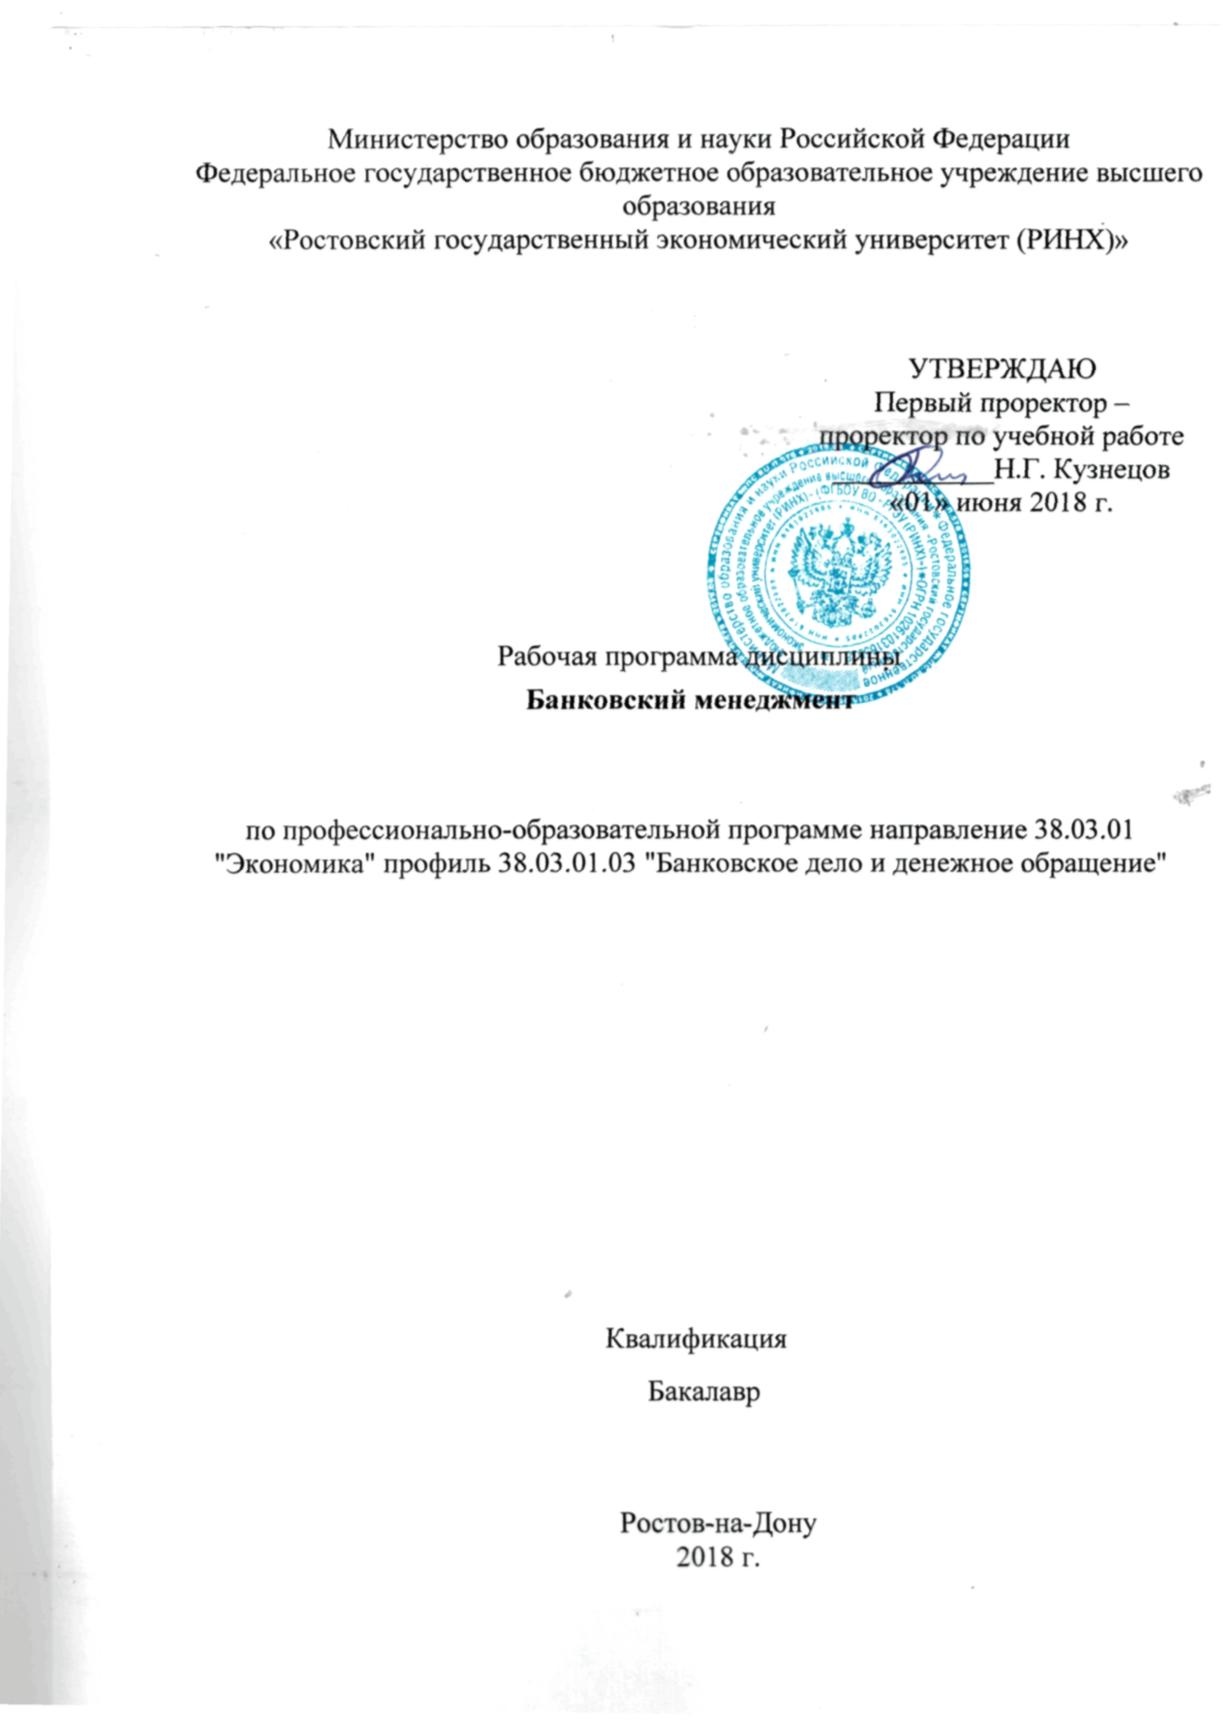 Министерство образования и науки Российской Федерации
Федеральное государственное бюджетное образовательное учреждение высшего
образования
«Ростовский государственный экономический университет (РИНХ)»
УТВЕРЖДАЮ
Первый проректор –
проректор по учебной работе
Н.Г. Кузнецов
«01» июня 2018 г.
Рабочая программа дисциплины
Банковский менеджмент
по профессионально-образовательной программе направление 38.03.01
"Экономика" профиль 38.03.01.03 "Банковское дело и денежное обращение"
Квалификация
Бакалавр
Ростов-на-Дону
2018 г.